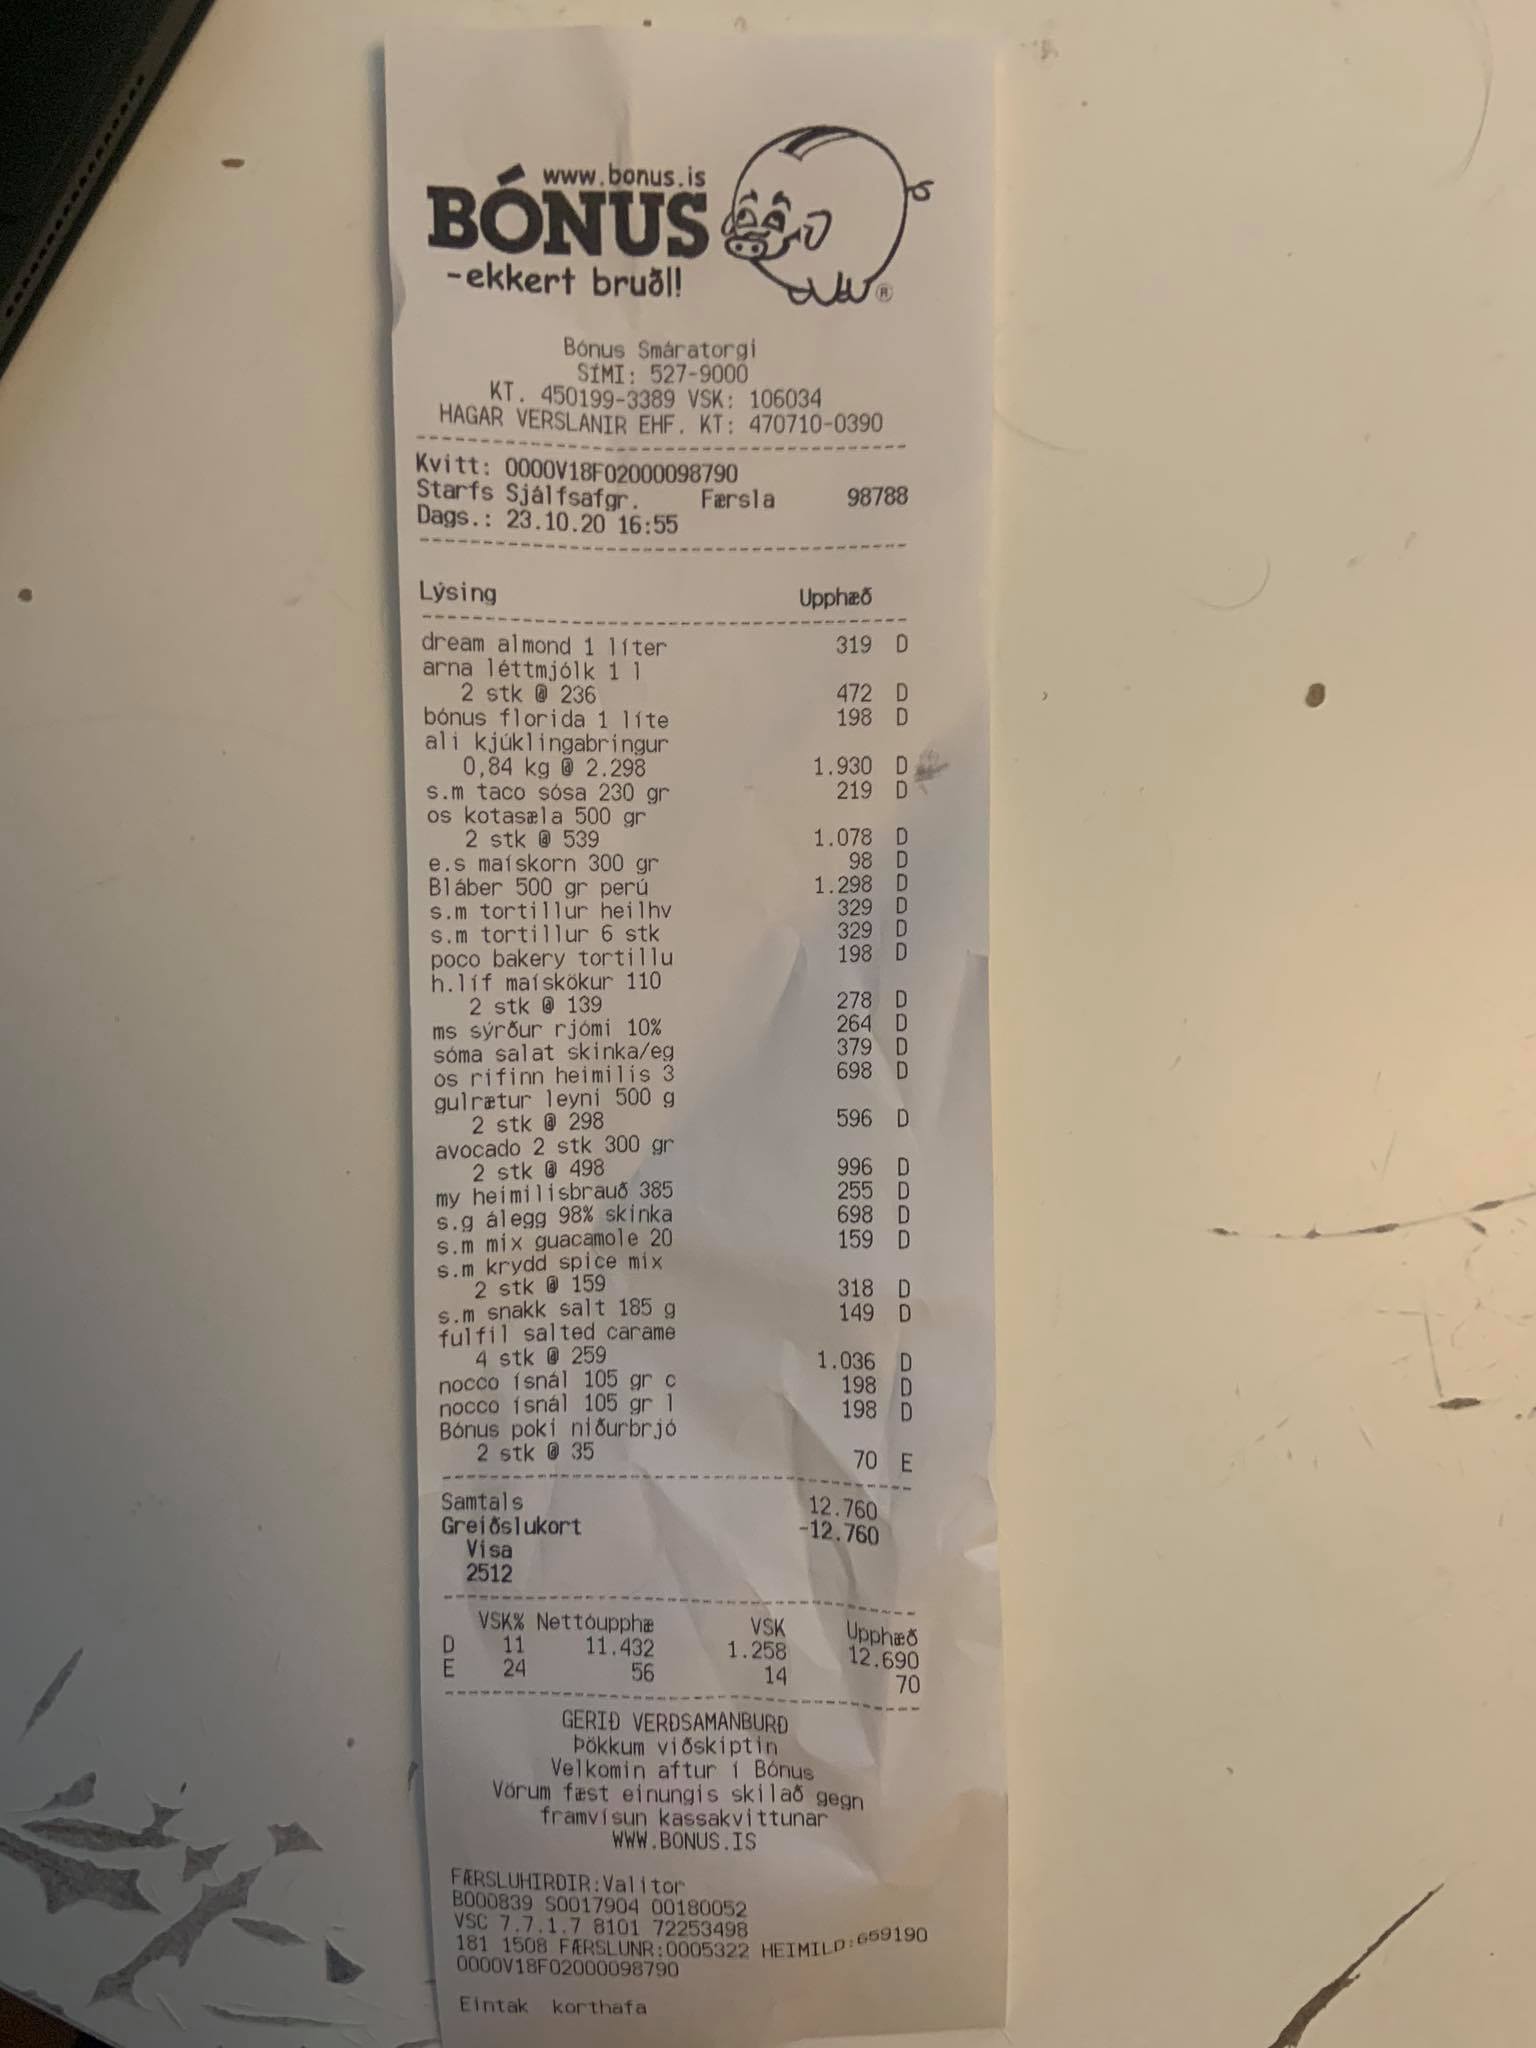 www.bonus.is
BÓNUS
-ekkert bruðl!
®
Bónus Smáratorgi
SÍMI: 527-9000
KT. 450199-3389 VSK: 106034
HAGAR VERSLANIR EHF. KT: 470710-0390
Kvitt: 0000V18F02000098790
Starfs Sjálfsafgr. Færsla 98788
Dags.: 23.10.20 16:55
Lýsing Upphæð
dream almond 1 líter 319 D
arna léttmjólk 1 l
2 stk @ 236 472 D
bónus florida 1 líte 198 D
ali kjúklingabringur
0,84 kg @ 2.298 1.930 D
s.m taco sósa 230 gr 219 D
os kotasæla 500 gr
2 stk @ 539 1.078 D
e.s maískorn 300 gr 98 D
Bláber 500 gr perú 1.298 D
s.m tortillur heilhv 329 D
s.m tortillur 6 stk 329 D
poco bakery tortillu 198 D
h.líf maískökur 110
2 stk @ 139 278 D
ms sýrður rjómi 10% 264 D
sóma salat skinka/eg 379 D
os rifinn heimilis 3 698 D
gulrætur leyni 500 g
2 stk @ 298 596 D
avocado 2 stk 300 gr
2 stk @ 498 996 D
my heimilisbrauð 385 255 D
s.g álegg 98% skinka 698 D
s.m mix guacamole 20 159 D
s.m krydd spice mix
2 stk @ 159 318 D
s.m snakk salt 185 g 149 D
fulfil salted carame
4 stk @ 259 1.036 D
nocco ísnál 105 gr c 198 D
nocco ísnál 105 gr l 198 D
Bónus poki niðurbrjó
2 stk @ 35 70 E
Samtals 12.760
Greiðslukort -12.760
Visa
2512
VSK% Nettóupphæ VSK Upphæð
D 11 11.432 1.258 12.690
E 24 56 14 70
GERIÐ VERÐSAMANBURÐ
Þökkum viðskiptin
Velkomin aftur í Bónus
Vörum fæst einungis skilað gegn
framvísun kassakvittunar
WWW.BONUS.IS
FÆRSLUHIRÐIR:Valitor
B000839 S0017904 00180052
VSC 7.7.1.7 8101 72253498
181 1508 FÆRSLUNR:0005322 HEIMILD:659190
0000V18F02000098790
Eintak korthafa